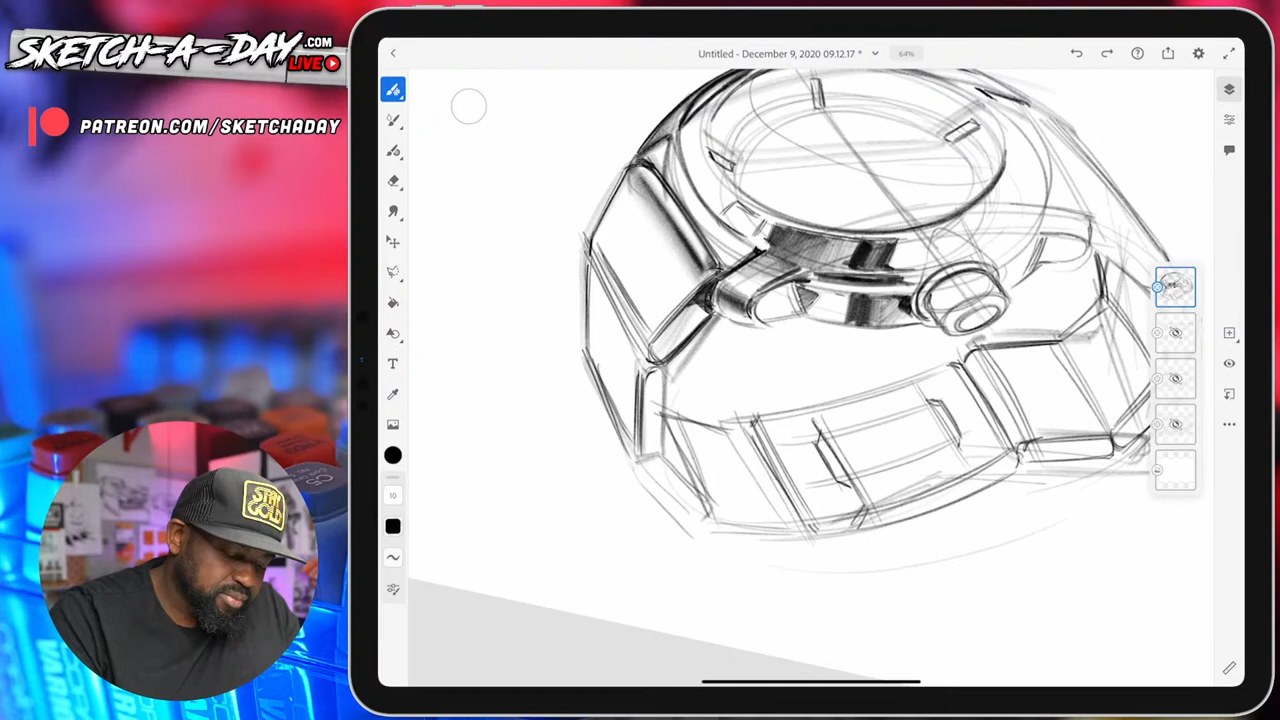 SKETCH-A-DAY.COM
LIVE
PATREON.COM/SKETCHADAY
Untitled - December 9, 2020 09.12.17 *
64%
T
10
STAY
GOLD